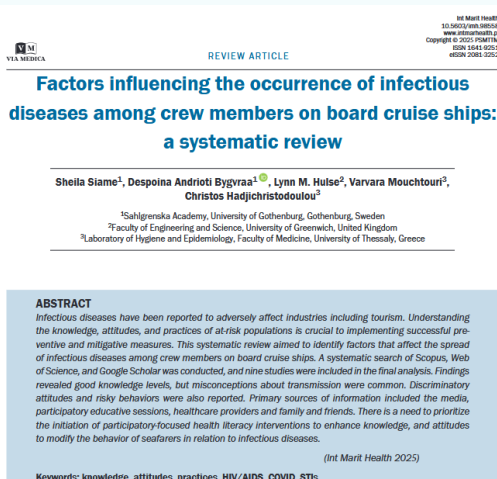 Int Marit Health
10.5603/imh.98558
www.intmarhealth.p
Copyright © 2025 PSMTTM
ISSN 1641-9251
eISSN 2081-3252
VM
VIA MEDICA
REVIEW ARTICLE
Factors influencing the occurrence of infectious
diseases among crew members on board cruise ships:
a systematic review
Sheila Siame1, Despoina Andrioti Bygvraa1 iD, Lynn M. Hulse2, Varvara Mouchtouri3,
Christos Hadjichristodoulou3
1Sahlgrenska Academy, University of Gothenburg, Gothenburg, Sweden
2Faculty of Engineering and Science, University of Greenwich, United Kingdom
3Laboratory of Hygiene and Epidemiology, Faculty of Medicine, University of Thessaly, Greece
ABSTRACT
Infectious diseases have been reported to adversely affect industries including tourism. Understanding
the knowledge, attitudes, and practices of at-risk populations is crucial to implementing successful pre-
ventive and mitigative measures. This systematic review aimed to identify factors that affect the spread
of infectious diseases among crew members on board cruise ships. A systematic search of Scopus, Web
of Science, and Google Scholar was conducted, and nine studies were included in the final analysis. Findings
revealed good knowledge levels, but misconceptions about transmission were common. Discriminatory
attitudes and risky behaviors were also reported. Primary sources of information included the media,
participatory educative sessions, healthcare providers and family and friends. There is a need to prioritize
the initiation of participatory-focused health literacy interventions to enhance knowledge, and attitudes
to modify the behavior of seafarers in relation to infectious diseases.
(Int Marit Health 2025)
Keywords: knowledge, attitudes, practices, HIV/AIDS, COVID, STIs